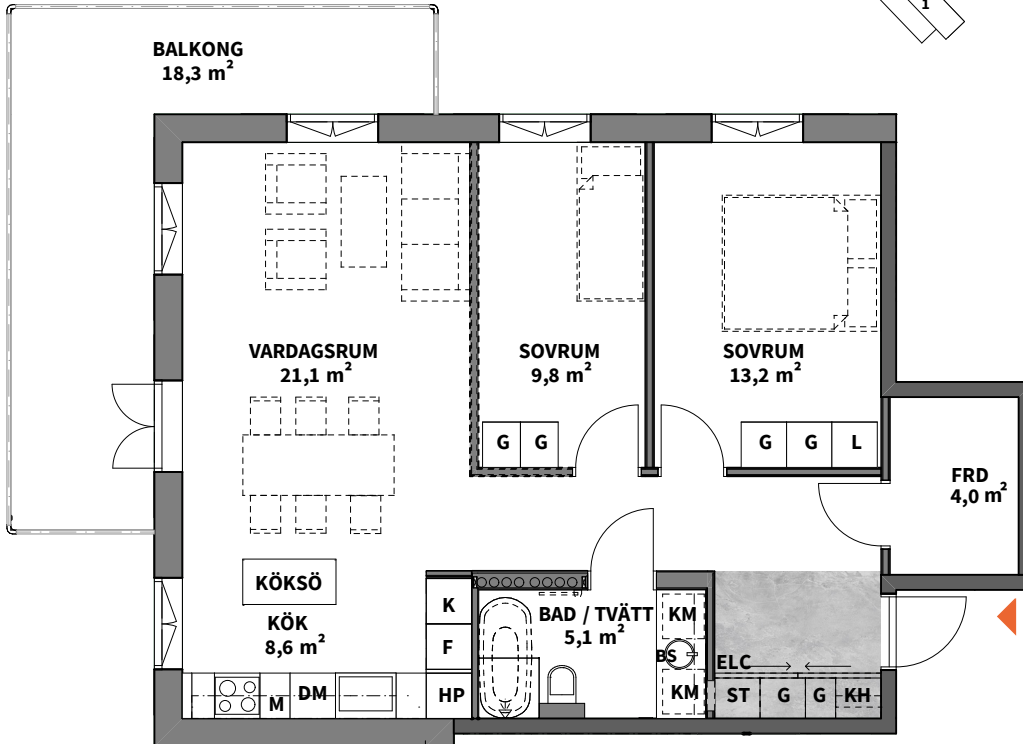 1
BALKONG
18,3 m²
VARDAGSRUM
21,1 m²
SOVRUM
9,8 m²
SOVRUM
13,2 m²
G G
G G L
FRD
4,0 m²
KÖKSÖ
KÖK
8,6 m²
K
F
HP
M
DM
BAD / TVÄTT
5,1 m²
KM
BS
KM
ELC
ST G G KH